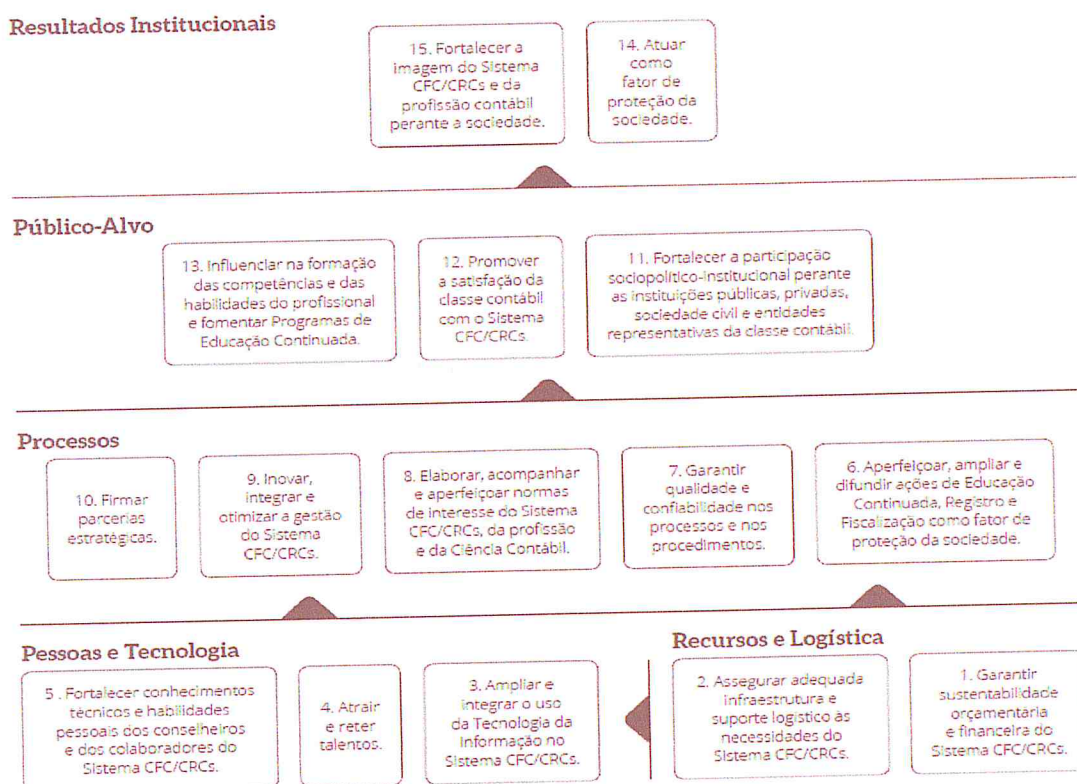 Resultados Institucionais
15. Fortalecer a
imagem do Sistema
CFC/CRCs e da
profissão contábil
perante a sociedade.
14. Atuar
como
fator de
proteção da
sociedade.
Público-Alvo
13. Influenciar na formação
das competências e das
habilidades do profissional
e fomentar Programas de
Educação Continuada.
12. Promover
a satisfação da
classe contábil
com o Sistema
CFC/CRCs.
11. Fortalecer a participação
sociopolítico-institucional perante
as instituições públicas, privadas,
sociedade civil e entidades
representativas da classe contábil.
Processos
10. Firmar
parcerias
estratégicas.
9. Inovar,
integrar e
otimizar a gestão
do Sistema
CFC/CRCs.
8. Elaborar, acompanhar
e aperfeiçoar normas
de interesse do Sistema
CFC/CRCs, da profissão
e da Ciência Contábil.
7. Garantir
qualidade e
confiabilidade nos
processos e nos
procedimentos.
6. Aperfeiçoar, ampliar e
difundir ações de Educação
Continuada, Registro e
Fiscalização como fator de
proteção da sociedade.
Pessoas e Tecnologia
5 . Fortalecer conhecimentos
técnicos e habilidades
pessoais dos conselheiros
e dos colaboradores do
Sistema CFC/CRCs.
4. Atrair
e reter
talentos.
3. Ampliar e
integrar o uso
da Tecnologia da
Informação no
Sistema CFC/CRCs.
Recursos e Logística
2. Assegurar adequada
infraestrutura e
suporte logístico às
necessidades do
Sistema CFC/CRCs.
1. Garantir
sustentabilidade
orçamentária
e financeira do
Sistema CFC/CRCs.